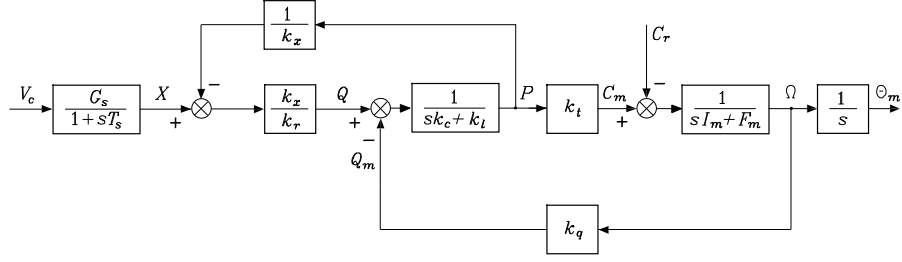 1
k_x
C_r
V_c
G_s
1+sT_s
X
−
+
k_x
k_r
Q
+
−
Q_m
1
sk_c+k_l
P
k_t
C_m
+
−
1
sI_m+F_m
Ω
1
s
Θ_m
k_q